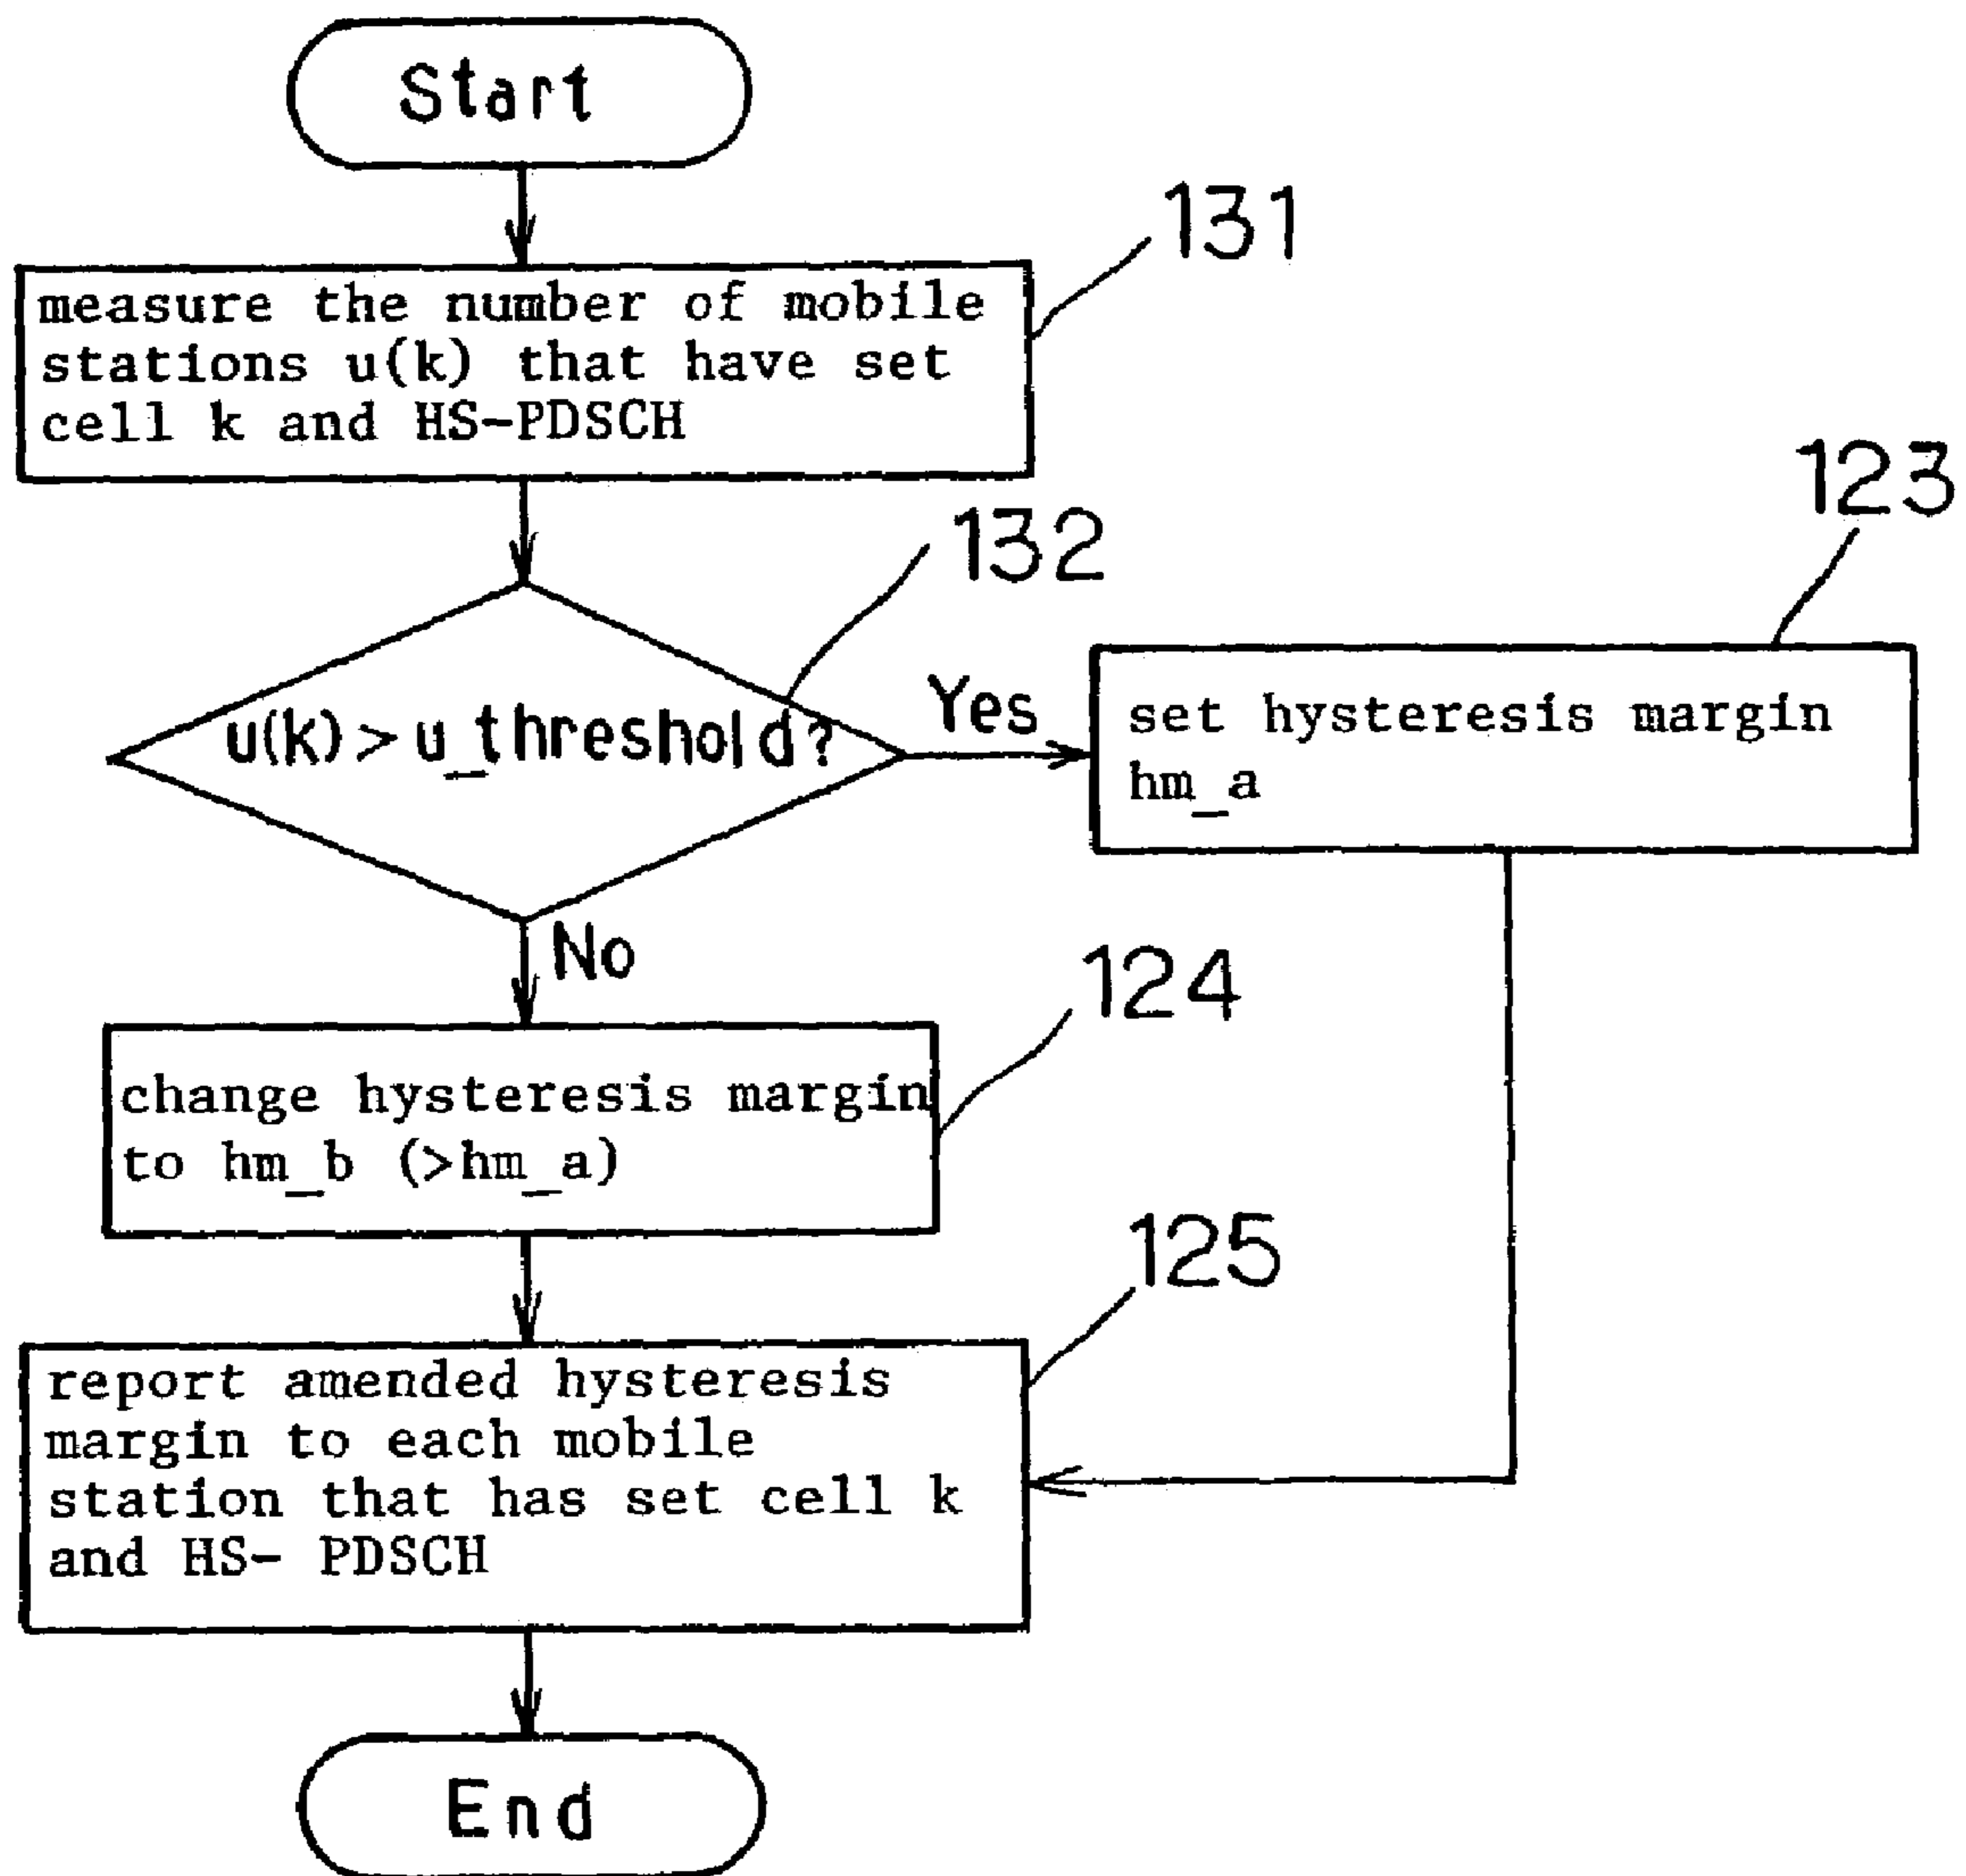 Start
131
measure the number of mobile
stations u(k) that have set
cell k and HS-PDSCH
132
u(k)>u_threshold?
Yes
123
set hysteresis margin
hm_a
No
124
change hysteresis margin
to hm_b (>hm_a)
125
report amended hysteresis
margin to each mobile
station that has set cell k
and HS- PDSCH
End